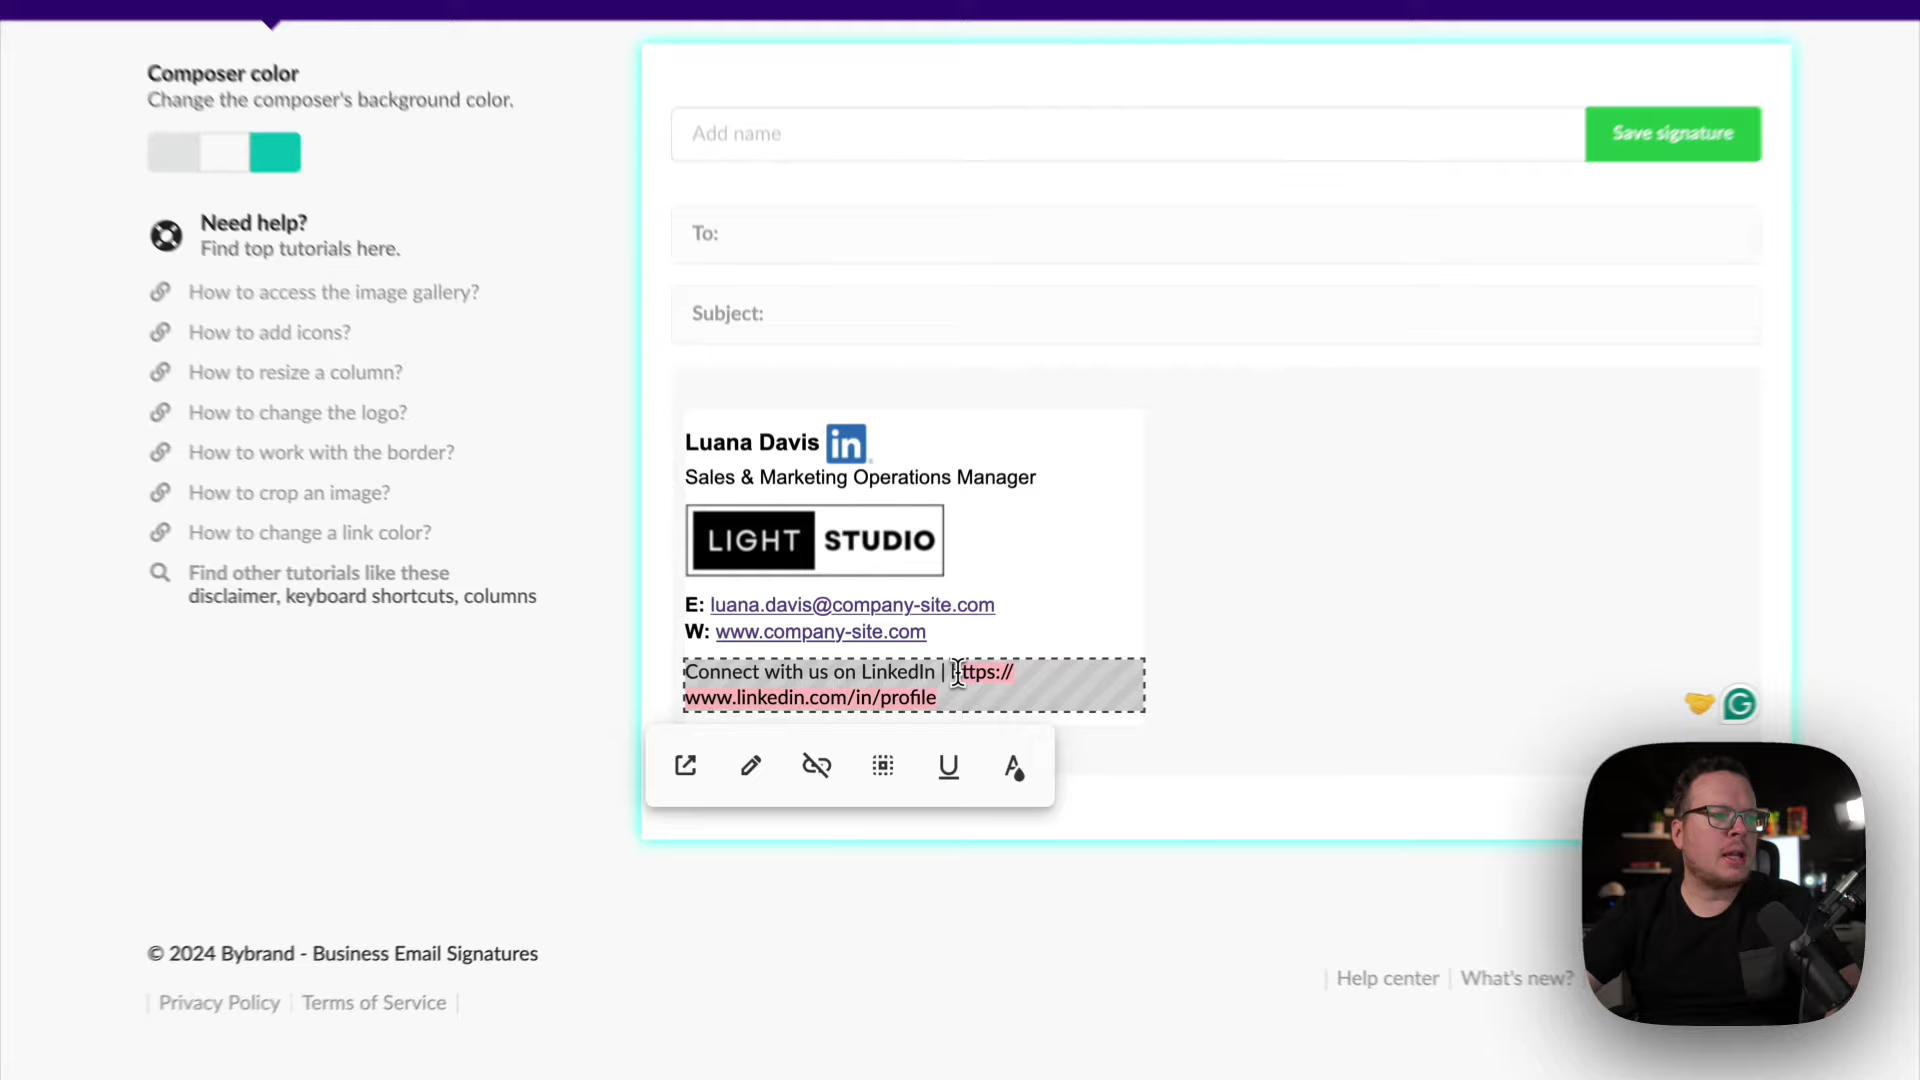 Composer color
Change the composer's background color.
Need help?
Find top tutorials here.
How to access the image gallery?
How to add icons?
How to resize a column?
How to change the logo?
How to work with the border?
How to crop an image?
How to change a link color?
Find other tutorials like these
disclaimer, keyboard shortcuts, columns
Add name
Save signature
To:
Subject:
Luana Davis in
Sales & Marketing Operations Manager
LIGHT STUDIO
E: luana.davis@company-site.com
W: www.company-site.com
Connect with us on LinkedIn | https://
www.linkedin.com/in/profile
© 2024 Bybrand - Business Email Signatures
Privacy Policy
Terms of Service
Help center
What's new?